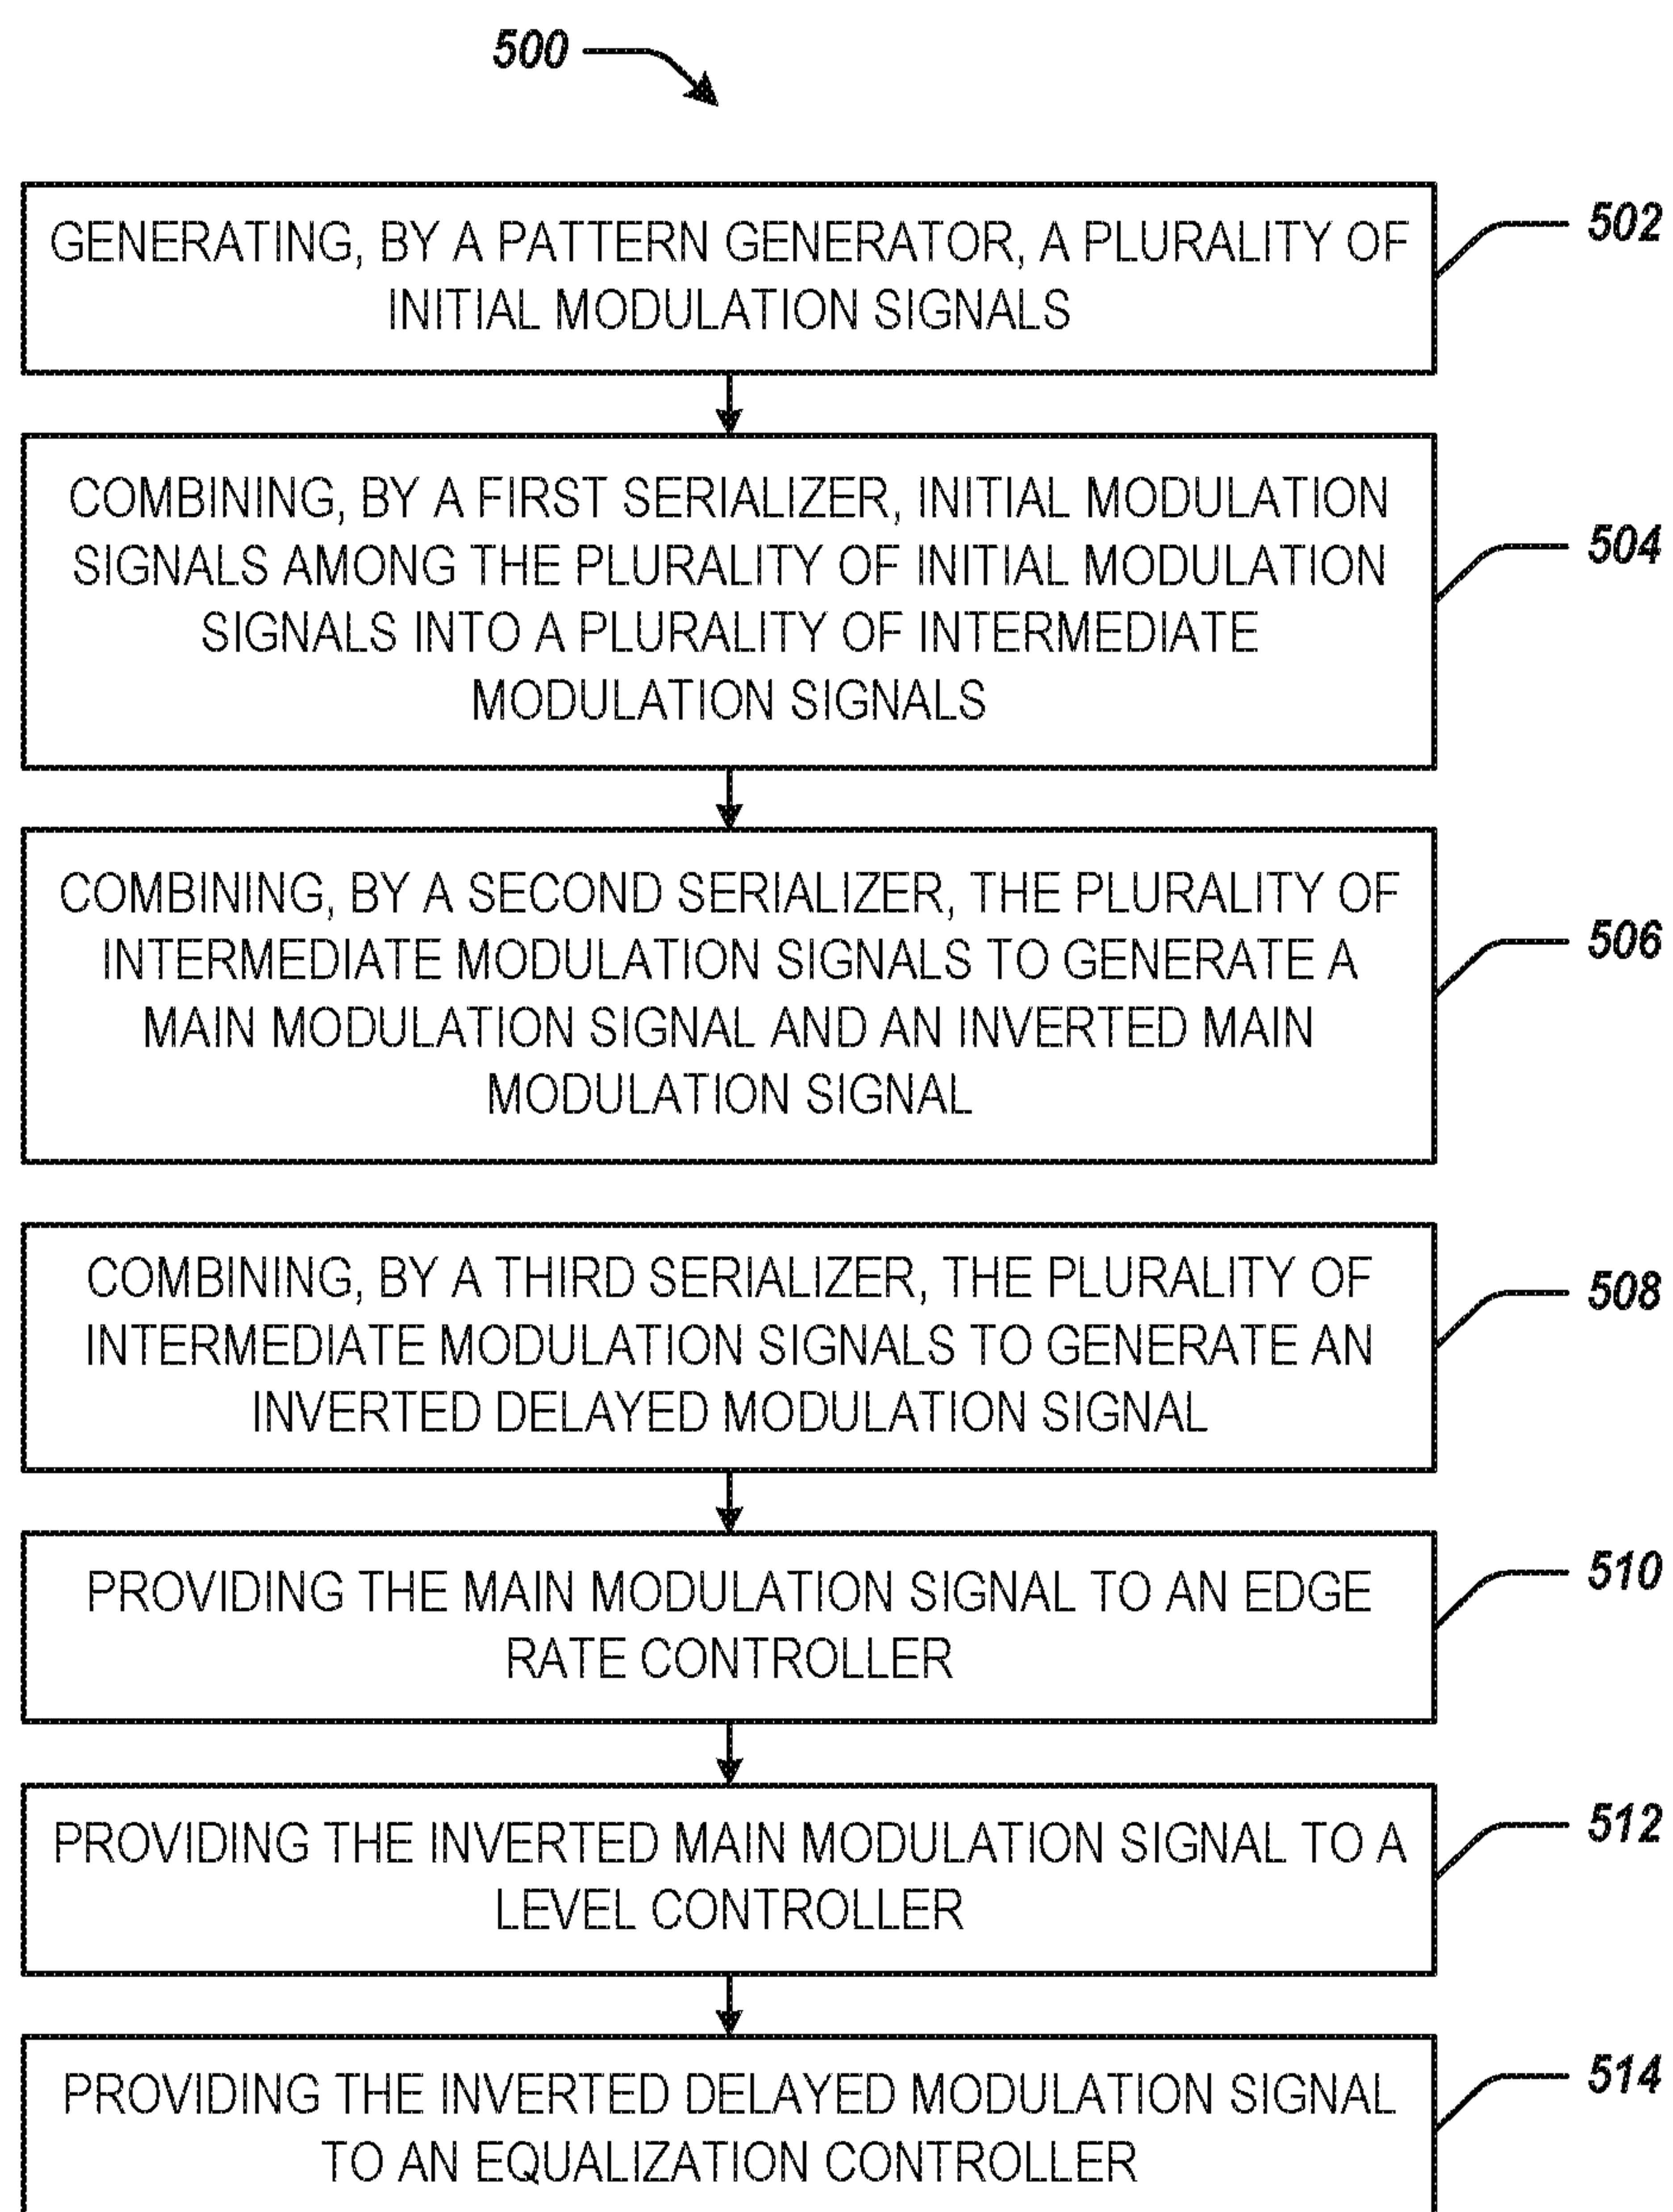 500
GENERATING, BY A PATTERN GENERATOR, A PLURALITY OF
INITIAL MODULATION SIGNALS
502
COMBINING, BY A FIRST SERIALIZER, INITIAL MODULATION
SIGNALS AMONG THE PLURALITY OF INITIAL MODULATION
SIGNALS INTO A PLURALITY OF INTERMEDIATE
MODULATION SIGNALS
504
COMBINING, BY A SECOND SERIALIZER, THE PLURALITY OF
INTERMEDIATE MODULATION SIGNALS TO GENERATE A
MAIN MODULATION SIGNAL AND AN INVERTED MAIN
MODULATION SIGNAL
506
COMBINING, BY A THIRD SERIALIZER, THE PLURALITY OF
INTERMEDIATE MODULATION SIGNALS TO GENERATE AN
INVERTED DELAYED MODULATION SIGNAL
508
PROVIDING THE MAIN MODULATION SIGNAL TO AN EDGE
RATE CONTROLLER
510
PROVIDING THE INVERTED MAIN MODULATION SIGNAL TO A
LEVEL CONTROLLER
512
PROVIDING THE INVERTED DELAYED MODULATION SIGNAL
TO AN EQUALIZATION CONTROLLER
514